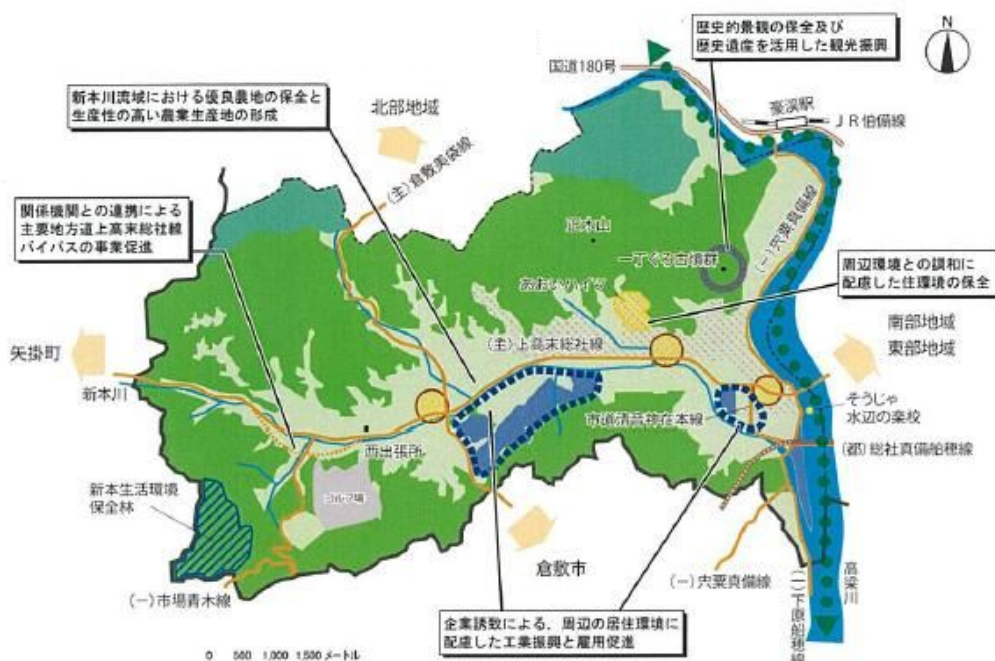 歴史的景観の保全及び
歴史遺産を活用した観光振興
N
国道180号
豪渓駅
JR伯備線
新本川流域における優良農地の保全と
生産性の高い農業生産地の形成
北部地域
(主)倉敷美袋線
(一)宍粟真備線
関係機関との連携による
主要地方道上高末総社線
バイパスの事業促進
正木山
一丁ぐろ古墳群
周辺環境との調和に
配慮した住環境の保全
あおいハイツ
南部地域
東部地域
(主)上高末総社線
矢掛町
新本川
そうじゃ
水辺の楽校
市道清音神在本線
西出張所
(都)総社真備船穂線
新本生活環境
保全林
ゴルフ場
倉敷市
(一)宍粟真備線
高梁川
(一)下原船穂線
(一)市場青木線
企業誘致による，周辺の居住環境に
配慮した工業振興と雇用促進
0 500 1,000 1,500 メートル